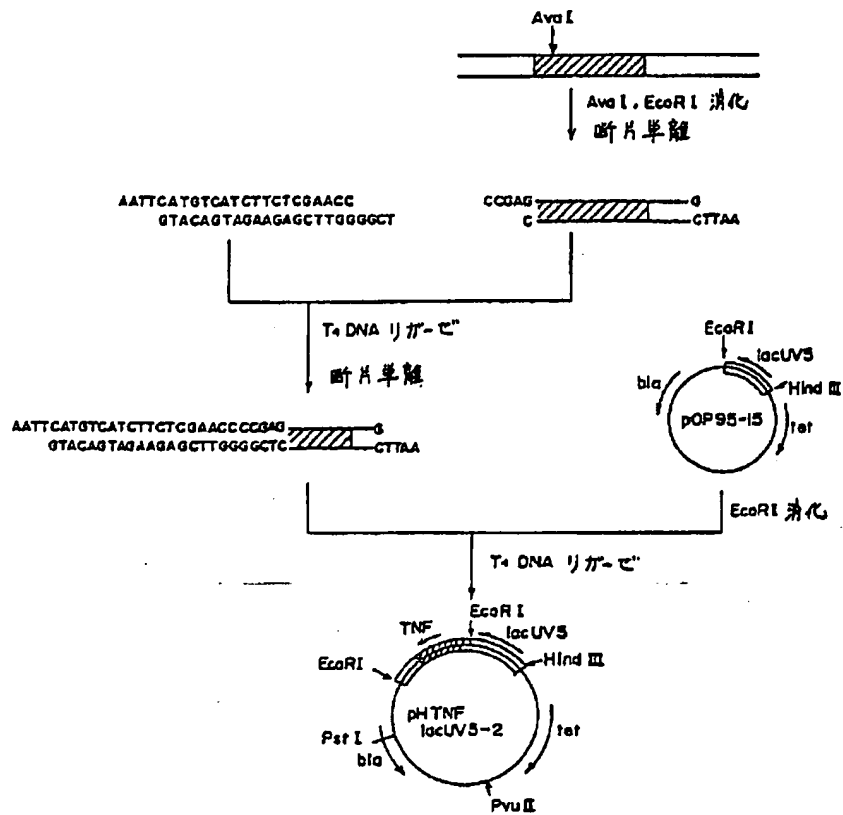 Ava I
Ava I, EcoR I 消化
断片単離
AATTCATGTCATCTTCTCGAACC
GTACAGTAGAAGAGCTTGGGGCT
CCGAG
G
C
CTTAA
T4 DNA リガーゼ
断片単離
EcoRI
lacUV5
bla
Hind III
pOP95-15
tet
AATTCATGTCATCTTCTCGAACCCCGAG
G
GTACAGTAGAAGAGCTTGGGGCTC
CTTAA
EcoRI 消化
T4 DNA リガーゼ
EcoR I
TNF
lacUV5
EcoRI
Hind III
pHTNF
lacUV5-2
Pst I
bla
tet
Pvu II